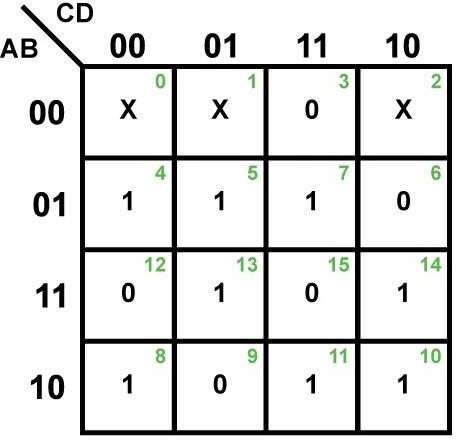 CD
AB 00 01 11 10
00 X 0 X 1 0 3 X 2
01 1 4 1 5 1 7 0 6
11 0 12 1 13 0 15 1 14
10 1 8 0 9 1 11 1 10